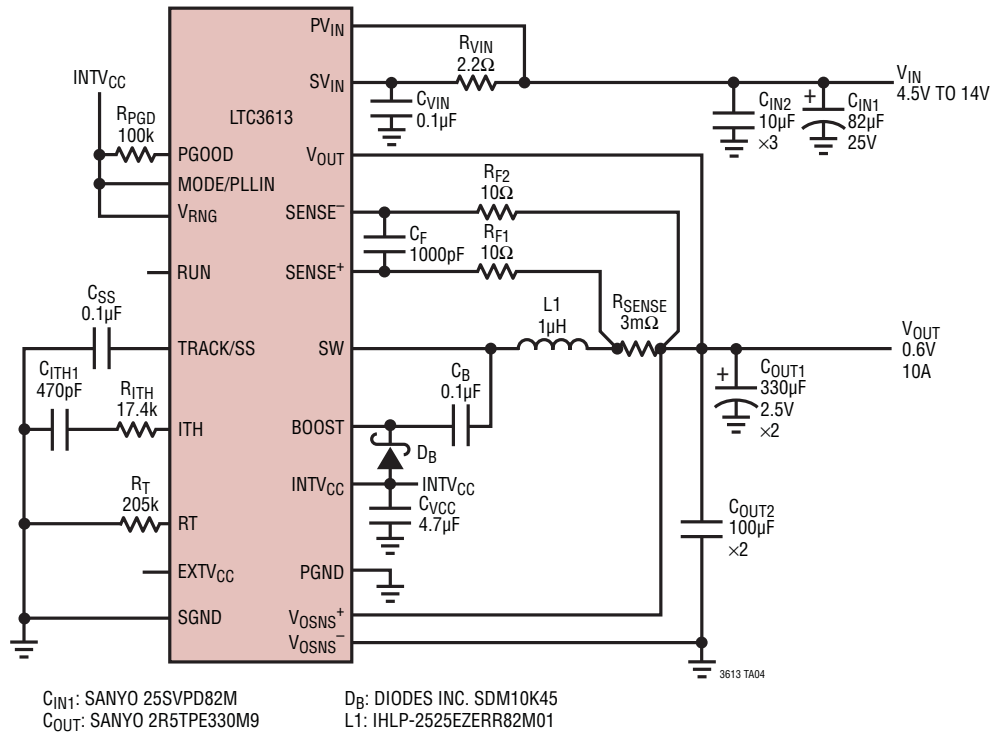 PVIN
RVIN
2.2Ω
INTVCC
SVIN
VIN
4.5V TO 14V
CVIN
0.1µF
CIN2
10µF
×3
+
CIN1
82µF
25V
RPGD
100k
LTC3613
PGOOD
VOUT
MODE/PLLIN
RF2
10Ω
VRNG
SENSE−
CF
1000pF
RF1
10Ω
RUN
SENSE+
CSS
0.1µF
L1
1µH
RSENSE
3mΩ
TRACK/SS
SW
VOUT
0.6V
10A
CITH1
470pF
RITH
17.4k
CB
0.1µF
+
COUT1
330µF
2.5V
×2
ITH
BOOST
DB
RT
205k
INTVCC
INTVCC
CVCC
4.7µF
RT
COUT2
100µF
×2
EXTVCC
PGND
SGND
VOSNS+
VOSNS−
3613 TA04
CIN1: SANYO 25SVPD82M
COUT: SANYO 2R5TPE330M9
DB: DIODES INC. SDM10K45
L1: IHLP-2525EZERR82M01